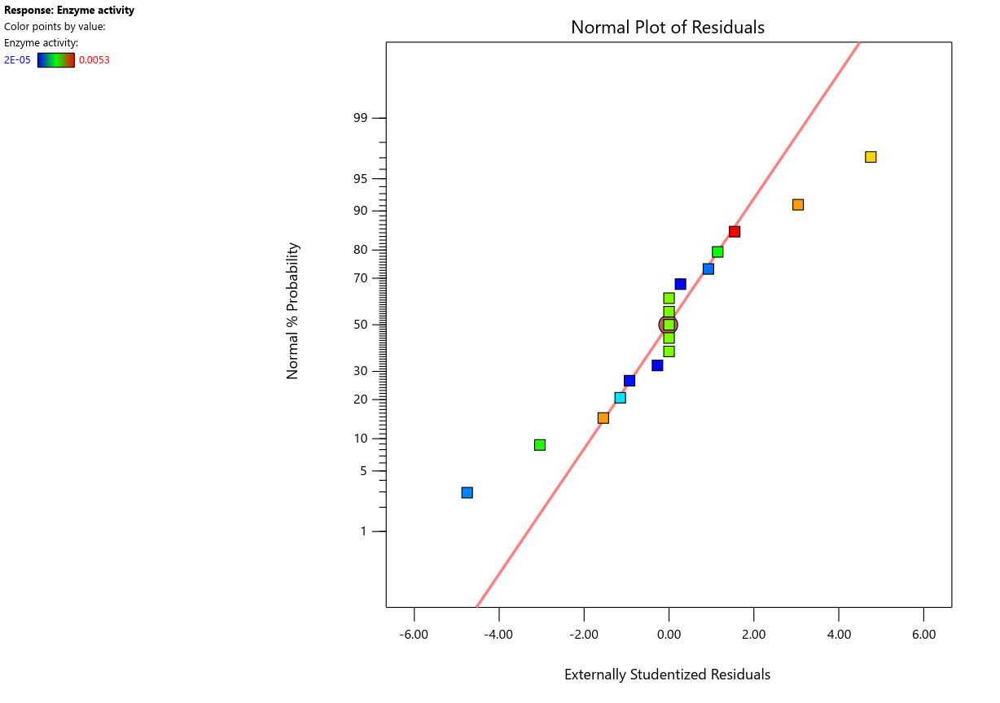 Response: Enzyme activity
Color points by value:
Enzyme activity:
2E-05 0.0053
Normal Plot of Residuals
99
95
90
80
70
50
30
20
10
5
1
Normal % Probability
-6.00 -4.00 -2.00 0.00 2.00 4.00 6.00
Externally Studentized Residuals